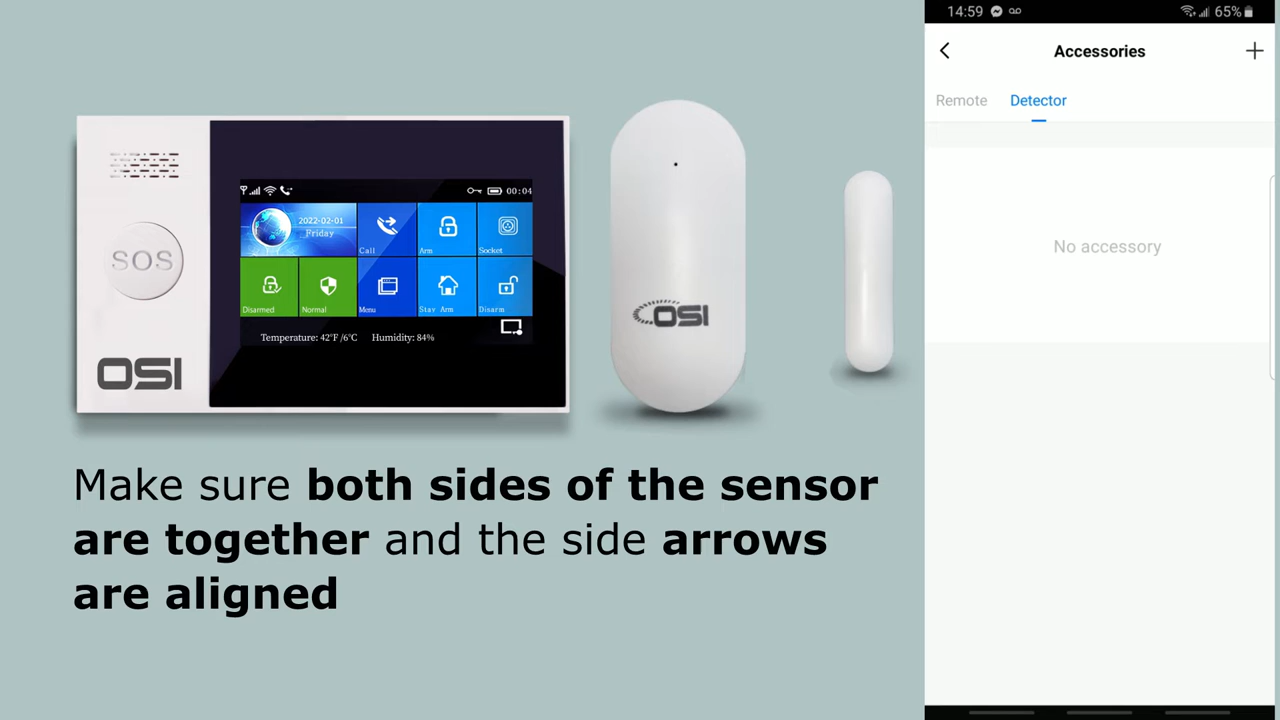 14:59
65%
Accessories
Remote Detector
No accessory
SOS
OSI
00:04
2022-02-01
Friday
Call
Arm
Socket
Disarmed
Normal
Menu
Stay Arm
Disarm
Temperature: 42°F /6°C Humidity: 84%
OSI
Make sure both sides of the sensor
are together and the side arrows
are aligned